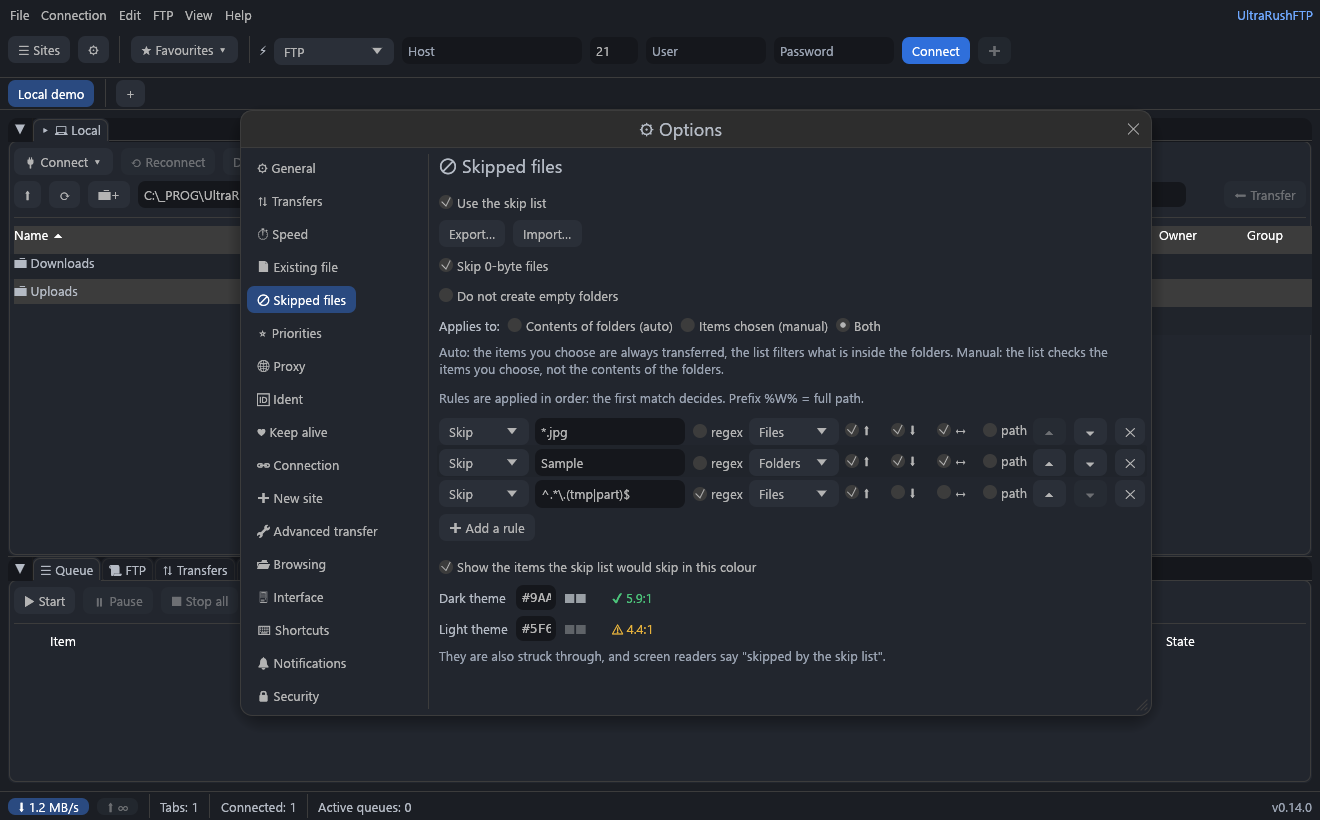 File Connection Edit FTP View Help UltraRushFTP
Sites Favourites FTP Host 21 User Password Connect +
Local demo +
Local
Options
Connect Reconnect D
C:\_PROG\UltraR Transfer
Name Owner Group
Downloads
Uploads
General
Transfers
Speed
Existing file
Skipped files
Priorities
Proxy
Ident
Keep alive
Connection
New site
Advanced transfer
Browsing
Interface
Shortcuts
Notifications
Security
Skipped files
Use the skip list
Export... Import...
Skip 0-byte files
Do not create empty folders
Applies to: Contents of folders (auto) Items chosen (manual) Both
Auto: the items you choose are always transferred, the list filters what is inside the folders. Manual: the list checks the
items you choose, not the contents of the folders.
Rules are applied in order: the first match decides. Prefix %W% = full path.
Skip *.jpg regex Files path
Skip Sample regex Folders path
Skip ^.*\.(tmp|part)$ regex Files path
+ Add a rule
Show the items the skip list would skip in this colour
Dark theme #9AA 5.9:1
Light theme #5F6 4.4:1
They are also struck through, and screen readers say "skipped by the skip list".
Queue FTP Transfers
Start Pause Stop all
Item State
1.2 MB/s ∞ Tabs: 1 Connected: 1 Active queues: 0 v0.14.0